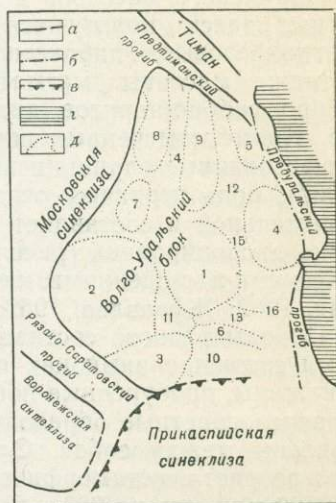 а
б
в
г
д
Тиман
Предтиманский
прогиб
Московская
синеклиза
Волго-Уральский
блок
Предуральский
прогиб
8
4
9
5
12
7
4
15
2
1
11
13
16
6
3
10
Рязано-Саратовский
прогиб
Воронежская
антеклиза
Прикаспийская
синеклиза